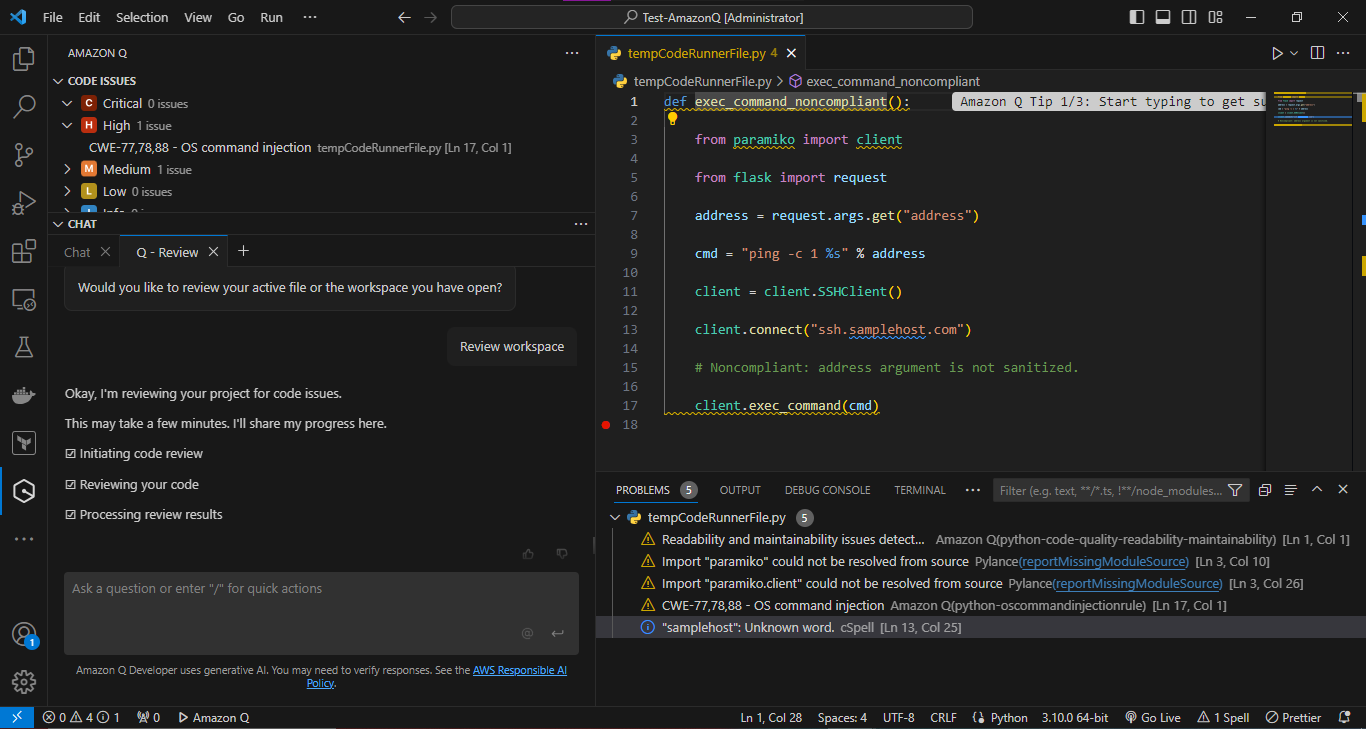 File Edit Selection View Go Run ···
Test-AmazonQ [Administrator]
AMAZON Q
CODE ISSUES
C Critical 0 issues
H High 1 issue
CWE-77,78,88 - OS command injection tempCodeRunnerFile.py [Ln 17, Col 1]
M Medium 1 issue
L Low 0 issues
CHAT
Chat
Q - Review
Would you like to review your active file or the workspace you have open?
Review workspace
Okay, I'm reviewing your project for code issues.
This may take a few minutes. I'll share my progress here.
☑ Initiating code review
☑ Reviewing your code
☑ Processing review results
Ask a question or enter "/" for quick actions
@
Amazon Q Developer uses generative AI. You may need to verify responses. See the AWS Responsible AI
Policy.
tempCodeRunnerFile.py 4
tempCodeRunnerFile.py > exec_command_noncompliant
1 def exec_command_noncompliant(): Amazon Q Tip 1/3: Start typing to get su
2
3 from paramiko import client
4
5 from flask import request
6
7 address = request.args.get("address")
8
9 cmd = "ping -c 1 %s" % address
10
11 client = client.SSHClient()
12
13 client.connect("ssh.samplehost.com")
14
15 # Noncompliant: address argument is not sanitized.
16
17 client.exec_command(cmd)
18
PROBLEMS 5 OUTPUT DEBUG CONSOLE TERMINAL ··· Filter (e.g. text, **/*.ts, !**/node_modules...
tempCodeRunnerFile.py 5
Readability and maintainability issues detect... Amazon Q(python-code-quality-readability-maintainability) [Ln 1, Col 1]
Import "paramiko" could not be resolved from source Pylance(reportMissingModuleSource) [Ln 3, Col 10]
Import "paramiko.client" could not be resolved from source Pylance(reportMissingModuleSource) [Ln 3, Col 26]
CWE-77,78,88 - OS command injection Amazon Q(python-oscommandinjectionrule) [Ln 17, Col 1]
"samplehost": Unknown word. cSpell [Ln 13, Col 25]
1
0 4 1 0 Amazon Q
Ln 1, Col 28 Spaces: 4 UTF-8 CRLF Python 3.10.0 64-bit Go Live 1 Spell Prettier